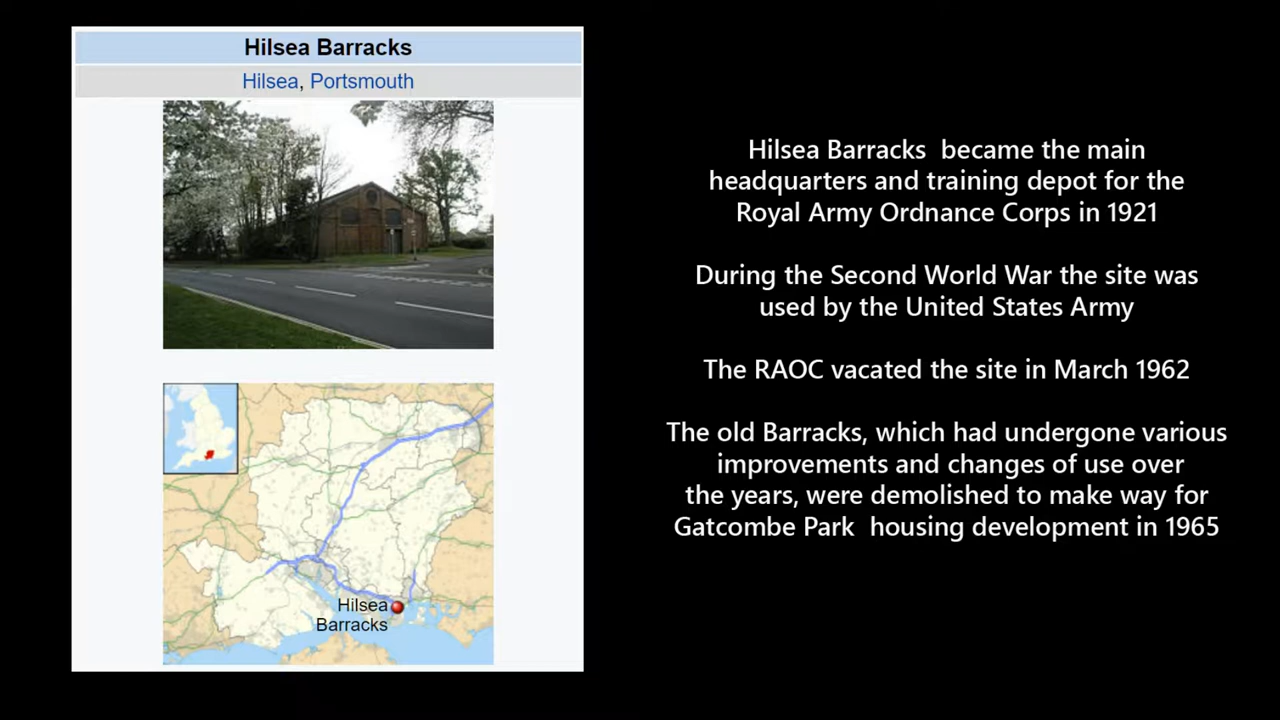 Hilsea Barracks
Hilsea, Portsmouth
Hilsea
Barracks
Hilsea Barracks  became the main
headquarters and training depot for the
Royal Army Ordnance Corps in 1921
During the Second World War the site was
used by the United States Army
The RAOC vacated the site in March 1962
The old Barracks, which had undergone various
improvements and changes of use over
the years, were demolished to make way for
Gatcombe Park  housing development in 1965